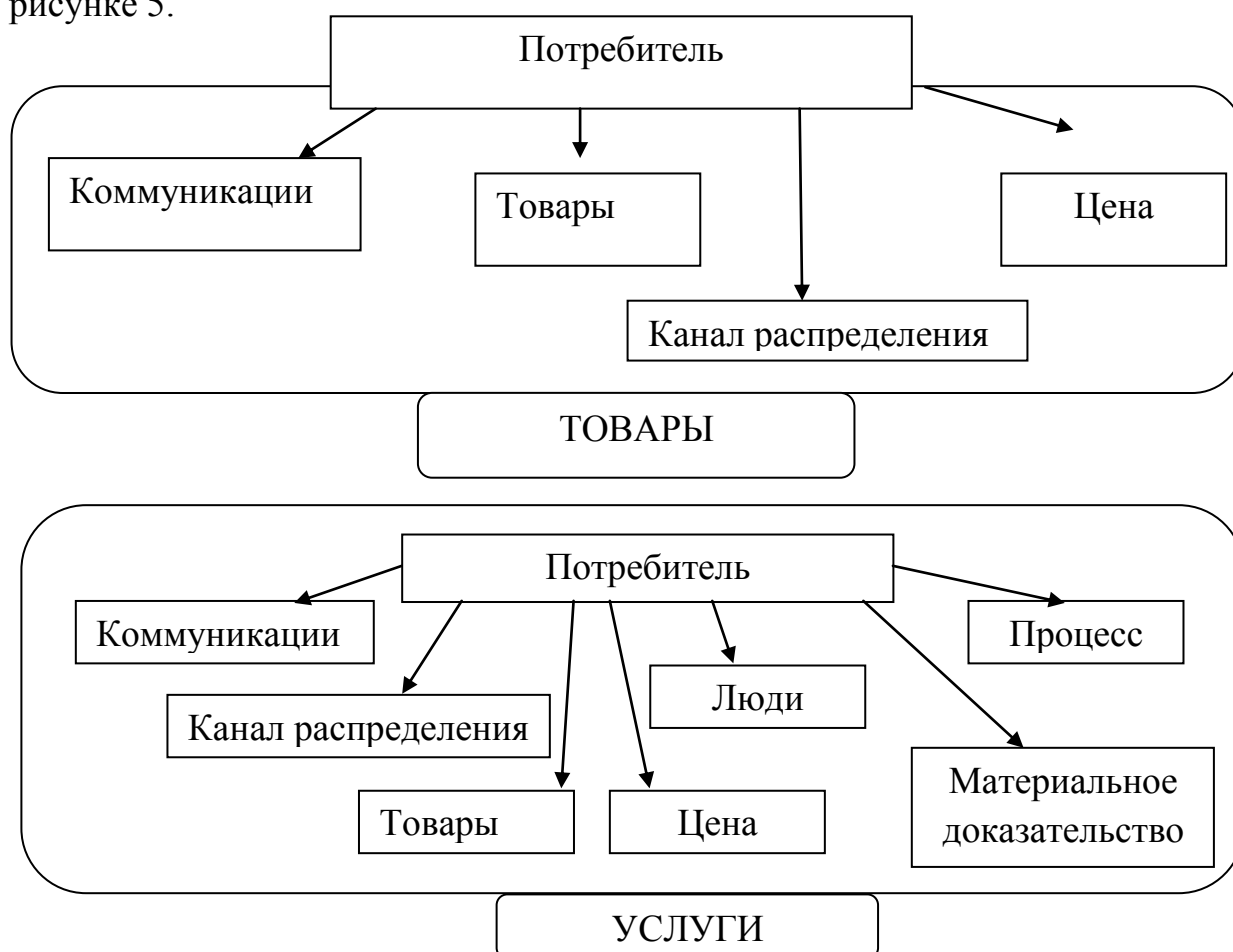 рисунке 5.
Потребитель
Коммуникации
Товары
Цена
Канал распределения
ТОВАРЫ
Потребитель
Коммуникации
Процесс
Люди
Канал распределения
Материальное
доказательство
Товары
Цена
УСЛУГИ